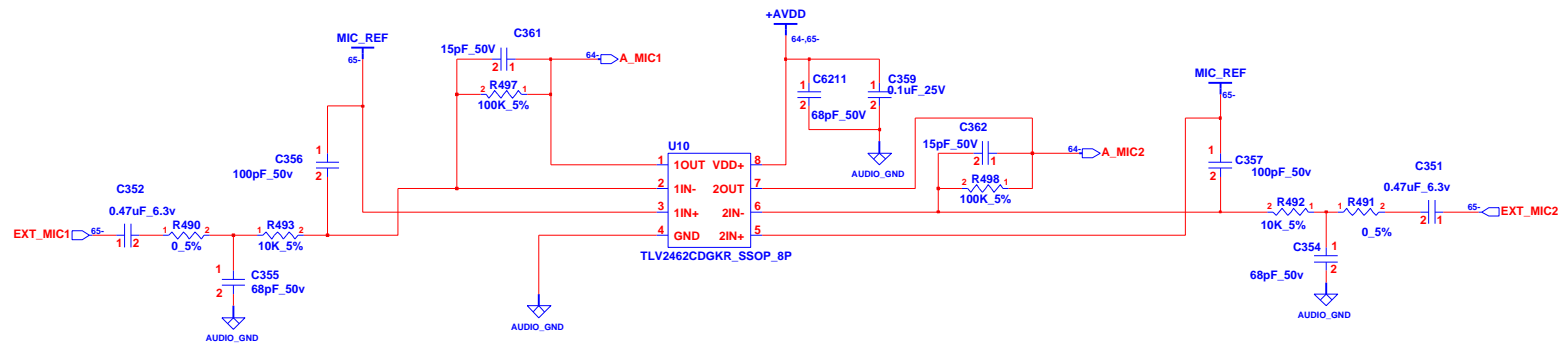 +AVDD
64-,65-
MIC_REF
65-
C361
15pF_50V
2 1
64-
A_MIC1
2 R497 1
100K_5%
1
C6211
2
68pF_50V
1
C359
2
0.1uF_25V
AUDIO_GND
MIC_REF
65-
1
C356
100pF_50v
2
U10
1 1OUT VDD+ 8
2 1IN- 2OUT 7
3 1IN+ 2IN- 6
4 GND 2IN+ 5
TLV2462CDGKR_SSOP_8P
C362
15pF_50V
2 1
64-
A_MIC2
2 R498 1
100K_5%
1
C357
100pF_50v
2
C352
0.47uF_6.3v
EXT_MIC1
65-
1 2
1 R490 2
0_5%
2 R493 1
10K_5%
1
C355
2
68pF_50v
AUDIO_GND
AUDIO_GND
C351
0.47uF_6.3v
2 R492 1
10K_5%
2 R491 1
0_5%
2 1
65-
EXT_MIC2
C354
1
68pF_50v
2
AUDIO_GND